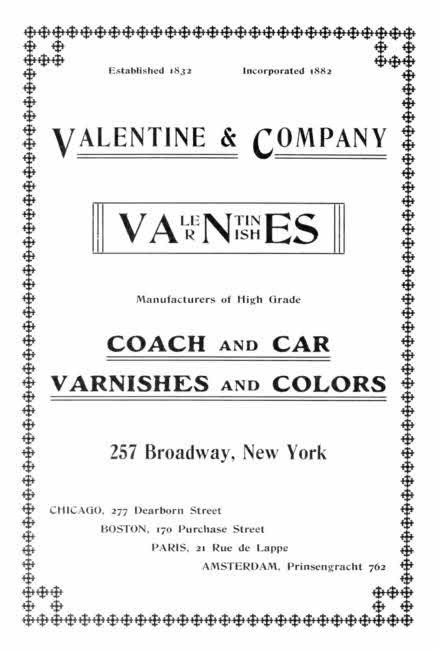 Established 1832 Incorporated 1882
VALENTINE & COMPANY
VALENTINES
VARNISHES
Manufacturers of High Grade
COACH AND CAR
VARNISHES AND COLORS
257 Broadway, New York
CHICAGO, 277 Dearborn Street
BOSTON, 170 Purchase Street
PARIS, 21 Rue de Lappe
AMSTERDAM, Prinsengracht 762